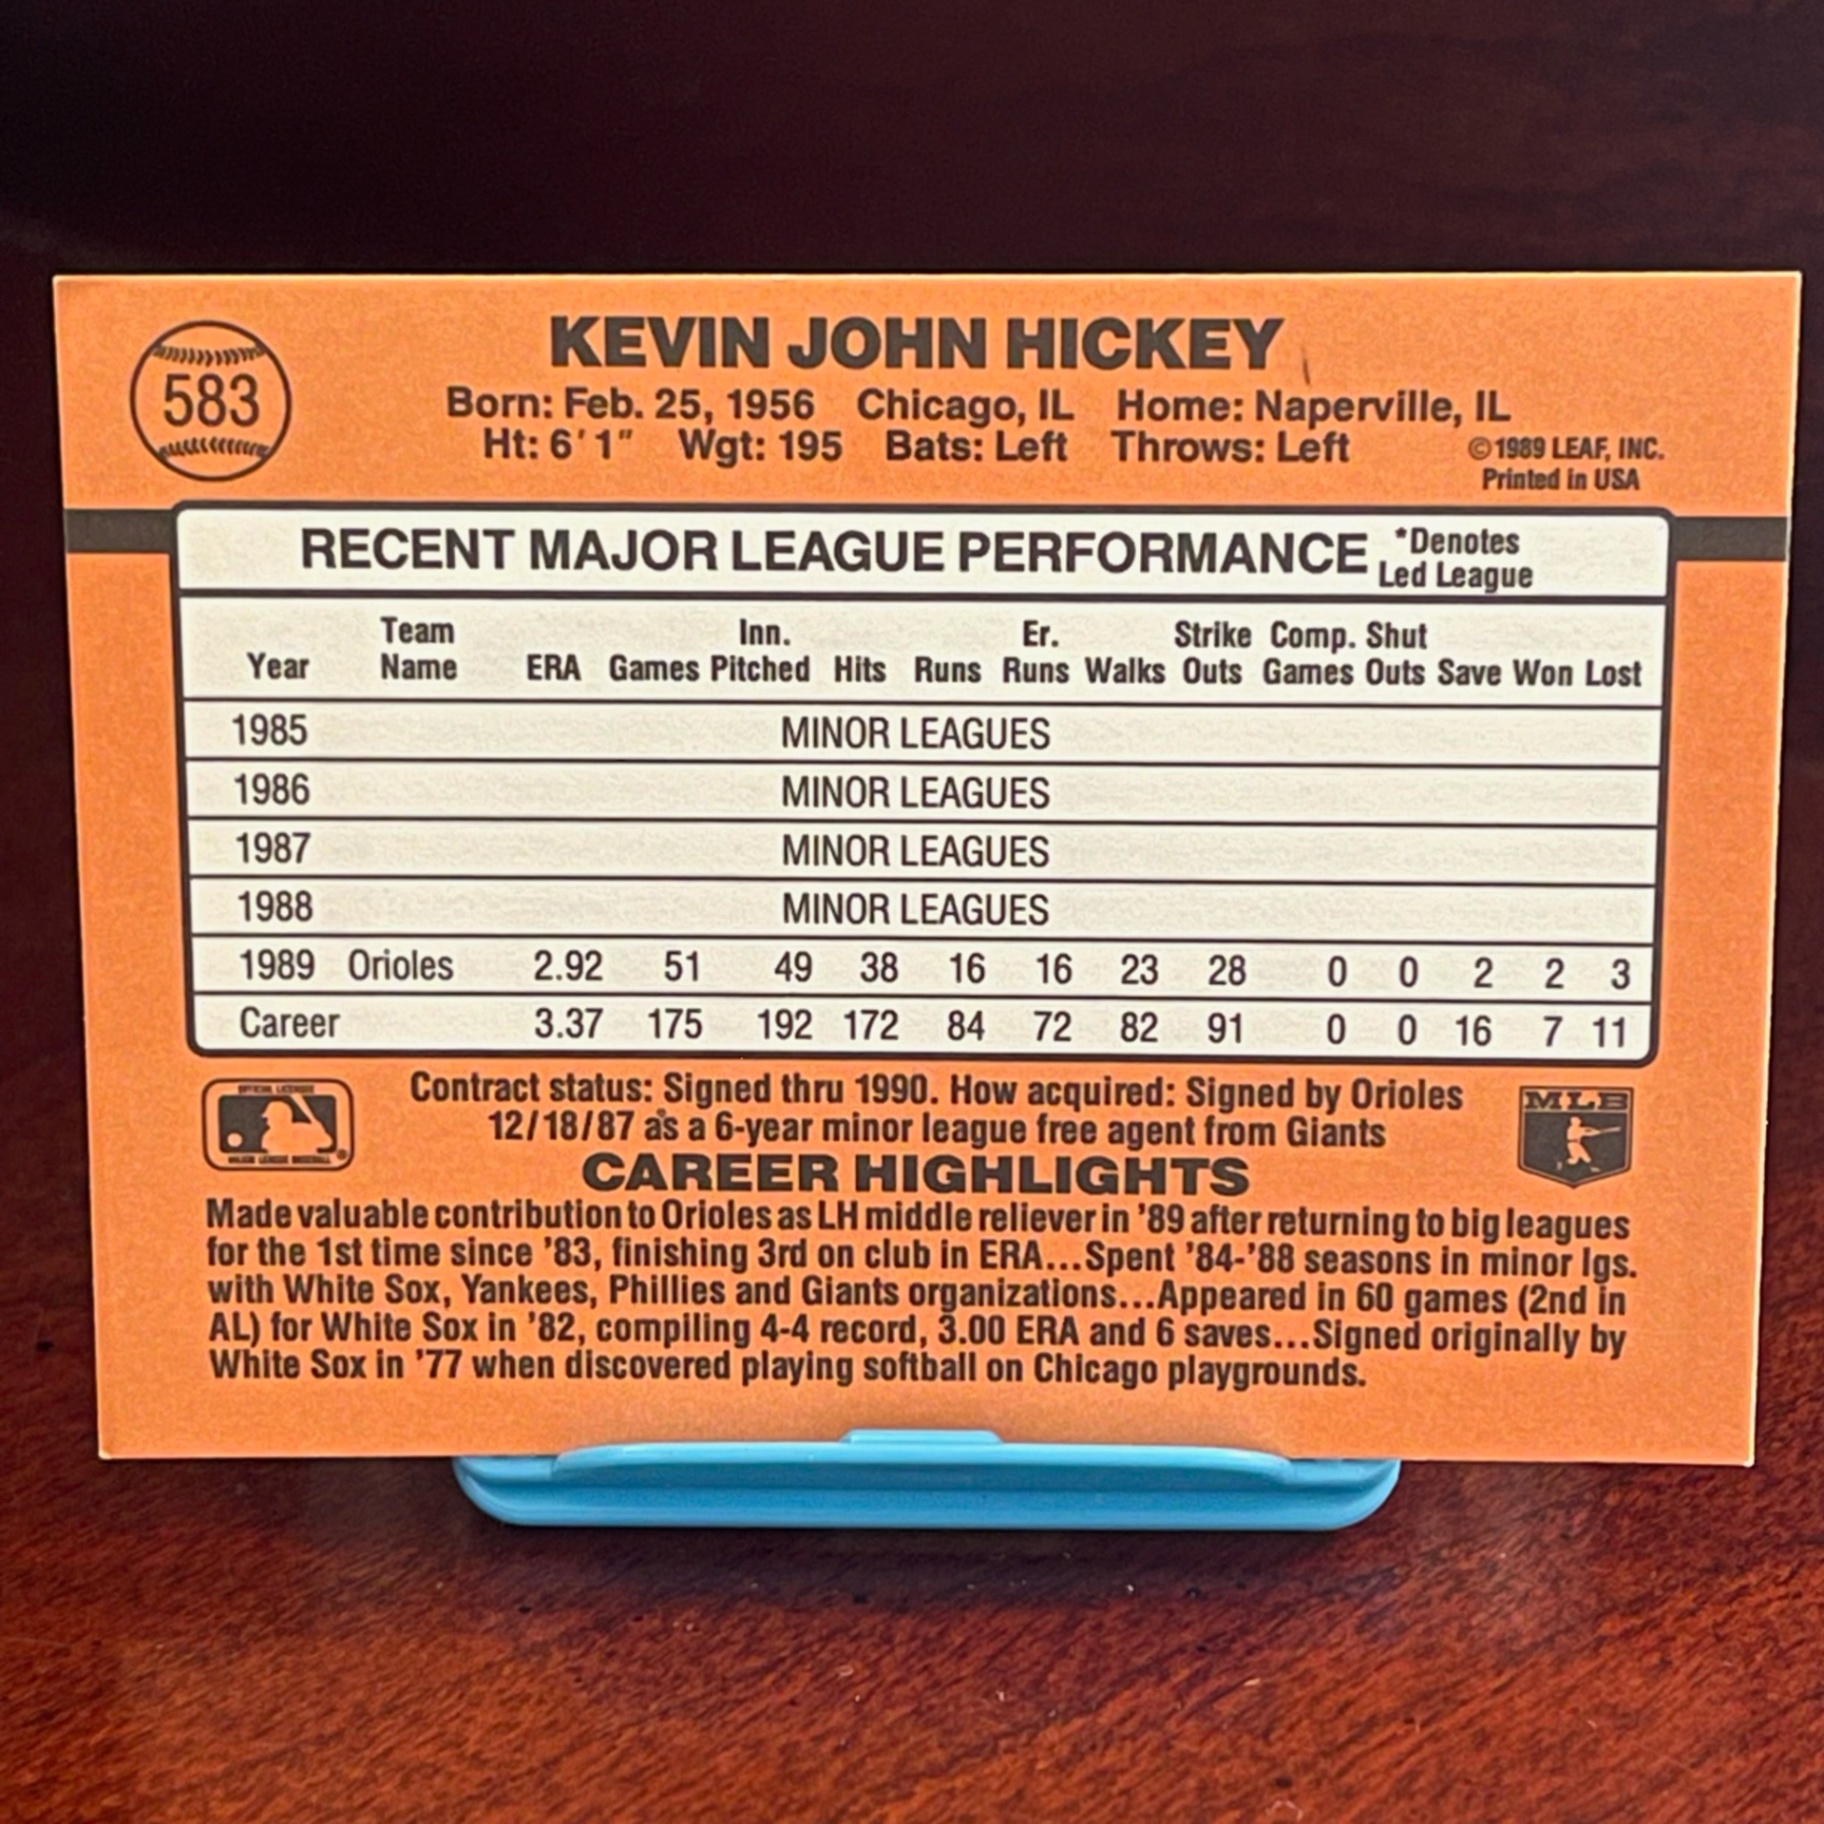 583
KEVIN JOHN HICKEY
Born: Feb. 25, 1956 Chicago, IL Home: Naperville, IL
Ht: 6'1" Wgt: 195 Bats: Left Throws: Left
©1989 LEAF, INC.
Printed in USA
RECENT MAJOR LEAGUE PERFORMANCE *Denotes
Led League
Team Inn. Er. Strike Comp. Shut
Year Name ERA Games Pitched Hits Runs Runs Walks Outs Games Outs Save Won Lost
1985 MINOR LEAGUES
1986 MINOR LEAGUES
1987 MINOR LEAGUES
1988 MINOR LEAGUES
1989 Orioles 2.92 51 49 38 16 16 23 28 0 0 2 2 3
Career 3.37 175 192 172 84 72 82 91 0 0 16 7 11
Contract status: Signed thru 1990. How acquired: Signed by Orioles
12/18/87 as a 6-year minor league free agent from Giants
MLB
CAREER HIGHLIGHTS
Made valuable contribution to Orioles as LH middle reliever in '89 after returning to big leagues
for the 1st time since '83, finishing 3rd on club in ERA...Spent '84-'88 seasons in minor lgs.
with White Sox, Yankees, Phillies and Giants organizations...Appeared in 60 games (2nd in
AL) for White Sox in '82, compiling 4-4 record, 3.00 ERA and 6 saves...Signed originally by
White Sox in '77 when discovered playing softball on Chicago playgrounds.